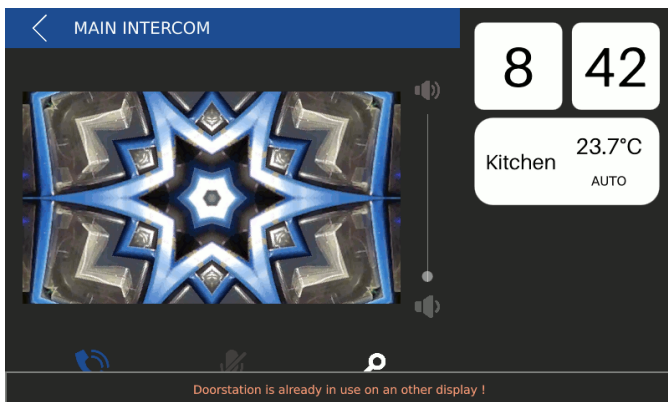 MAIN INTERCOM
8 42
Kitchen 23.7°C
AUTO
Doorstation is already in use on an other display !